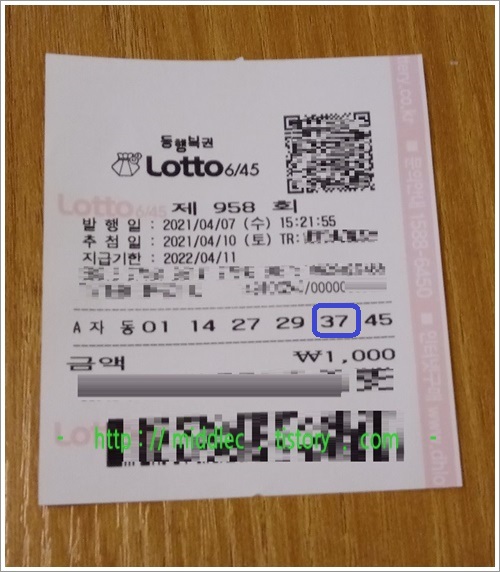 동행복권
Lotto 6/45
제 958 회
발 행 일 : 2021/04/07 (수) 15:21:55
추 첨 일 : 2021/04/10 (토) TR:
지급기한 : 2022/04/11
/00000
A 자 동 01 14 27 29 37 45
금액 ₩1,000
- http://middlec tistory.com -